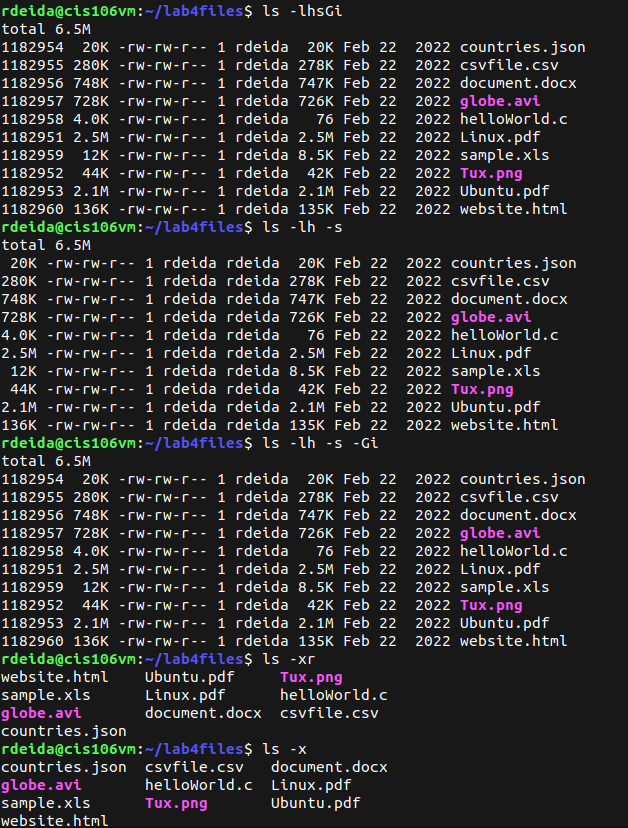 rdeida@cis106vm:~/lab4files$ ls -lhsGi
total 6.5M
1182954  20K -rw-rw-r-- 1 rdeida  20K Feb 22  2022 countries.json
1182955 280K -rw-rw-r-- 1 rdeida 278K Feb 22  2022 csvfile.csv
1182956 748K -rw-rw-r-- 1 rdeida 747K Feb 22  2022 document.docx
1182957 728K -rw-rw-r-- 1 rdeida 726K Feb 22  2022 globe.avi
1182958 4.0K -rw-rw-r-- 1 rdeida   76 Feb 22  2022 helloWorld.c
1182951 2.5M -rw-rw-r-- 1 rdeida 2.5M Feb 22  2022 Linux.pdf
1182959  12K -rw-rw-r-- 1 rdeida 8.5K Feb 22  2022 sample.xls
1182952  44K -rw-rw-r-- 1 rdeida  42K Feb 22  2022 Tux.png
1182953 2.1M -rw-rw-r-- 1 rdeida 2.1M Feb 22  2022 Ubuntu.pdf
1182960 136K -rw-rw-r-- 1 rdeida 135K Feb 22  2022 website.html
rdeida@cis106vm:~/lab4files$ ls -lh -s
total 6.5M
 20K -rw-rw-r-- 1 rdeida rdeida  20K Feb 22  2022 countries.json
280K -rw-rw-r-- 1 rdeida rdeida 278K Feb 22  2022 csvfile.csv
748K -rw-rw-r-- 1 rdeida rdeida 747K Feb 22  2022 document.docx
728K -rw-rw-r-- 1 rdeida rdeida 726K Feb 22  2022 globe.avi
4.0K -rw-rw-r-- 1 rdeida rdeida   76 Feb 22  2022 helloWorld.c
2.5M -rw-rw-r-- 1 rdeida rdeida 2.5M Feb 22  2022 Linux.pdf
 12K -rw-rw-r-- 1 rdeida rdeida 8.5K Feb 22  2022 sample.xls
 44K -rw-rw-r-- 1 rdeida rdeida  42K Feb 22  2022 Tux.png
2.1M -rw-rw-r-- 1 rdeida rdeida 2.1M Feb 22  2022 Ubuntu.pdf
136K -rw-rw-r-- 1 rdeida rdeida 135K Feb 22  2022 website.html
rdeida@cis106vm:~/lab4files$ ls -lh -s -Gi
total 6.5M
1182954  20K -rw-rw-r-- 1 rdeida  20K Feb 22  2022 countries.json
1182955 280K -rw-rw-r-- 1 rdeida 278K Feb 22  2022 csvfile.csv
1182956 748K -rw-rw-r-- 1 rdeida 747K Feb 22  2022 document.docx
1182957 728K -rw-rw-r-- 1 rdeida 726K Feb 22  2022 globe.avi
1182958 4.0K -rw-rw-r-- 1 rdeida   76 Feb 22  2022 helloWorld.c
1182951 2.5M -rw-rw-r-- 1 rdeida 2.5M Feb 22  2022 Linux.pdf
1182959  12K -rw-rw-r-- 1 rdeida 8.5K Feb 22  2022 sample.xls
1182952  44K -rw-rw-r-- 1 rdeida  42K Feb 22  2022 Tux.png
1182953 2.1M -rw-rw-r-- 1 rdeida 2.1M Feb 22  2022 Ubuntu.pdf
1182960 136K -rw-rw-r-- 1 rdeida 135K Feb 22  2022 website.html
rdeida@cis106vm:~/lab4files$ ls -xr
website.html    Ubuntu.pdf     Tux.png
sample.xls      Linux.pdf      helloWorld.c
globe.avi       document.docx  csvfile.csv
countries.json
rdeida@cis106vm:~/lab4files$ ls -x
countries.json  csvfile.csv   document.docx
globe.avi       helloWorld.c  Linux.pdf
sample.xls      Tux.png       Ubuntu.pdf
website.html